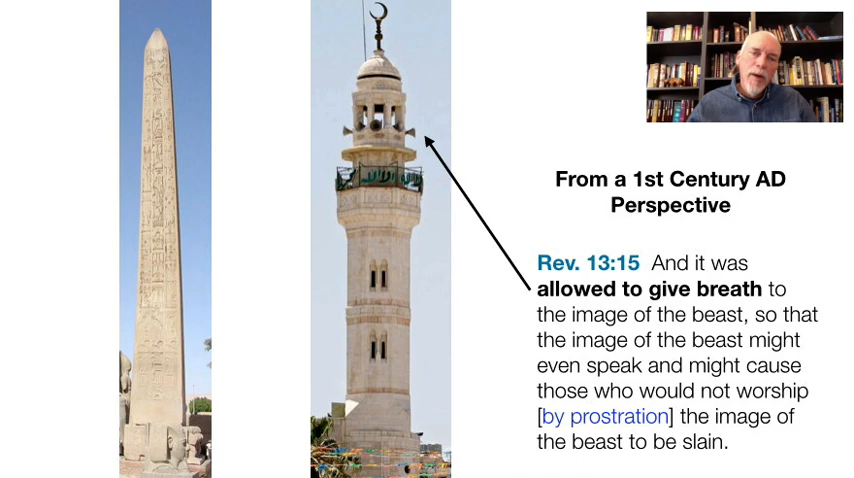 From a 1st Century AD
Perspective
Rev. 13:15 And it was
allowed to give breath to
the image of the beast, so that
the image of the beast might
even speak and might cause
those who would not worship
[by prostration] the image of
the beast to be slain.